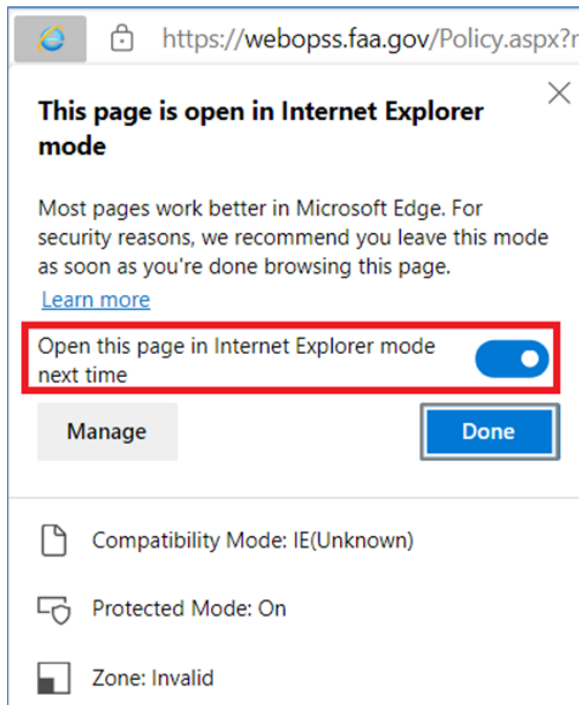 https://webopss.faa.gov/Policy.aspx?r
This page is open in Internet Explorer
mode
Most pages work better in Microsoft Edge. For
security reasons, we recommend you leave this mode
as soon as you're done browsing this page.
Learn more
Open this page in Internet Explorer mode
next time
Manage
Done
Compatibility Mode: IE(Unknown)
Protected Mode: On
Zone: Invalid